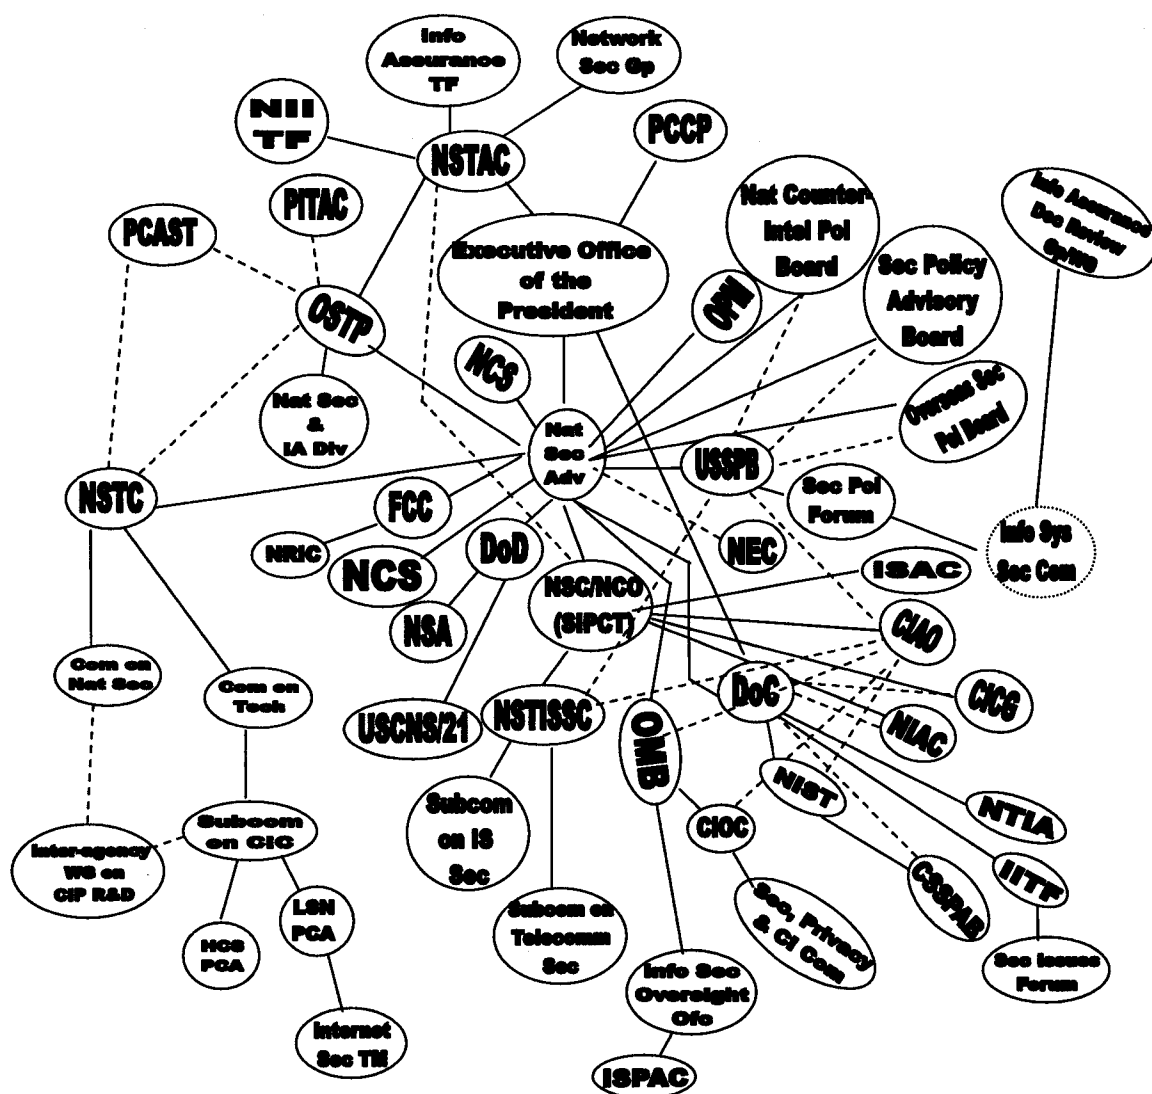 Info
Assurance
TF
Network
Sec Gp
NII
TF
NSTAC
PCCP
PITAC
PCAST
Executive Office
of the
President
Nat Counter-
Intel Pol
Board
Info Assurance
Doc Review
Gp/WG
OPM
Sec Policy
Advisory
Board
OSTP
NCS
Nat Sec
&
IA Div
Nat
Sec
Adv
Overseas Sec
Pol Board
USSPB
NSTC
FCC
Sec Pol
Forum
NRIC
NCS
DoD
NEC
Info Sys
Sec Com
ISAC
NSC/NCO
(SIPCT)
NSA
CIAO
Com on
Nat Sec
Com on
Tech
DoC
CICG
USCNS/21
NSTISSC
OMB
NIAC
NIST
Subcom
on IS
Sec
CIOC
NTIA
Subcom
on CIC
Inter-agency
WG on
CIP R&D
CSSPAB
IITF
LSN
PCA
Sec, Privacy
& CI Com
HCS
PCA
Subcom on
Telecomm
Sec
Info Sec
Oversight
Ofc
Sec Issues
Forum
Internet
Sec TM
ISPAC